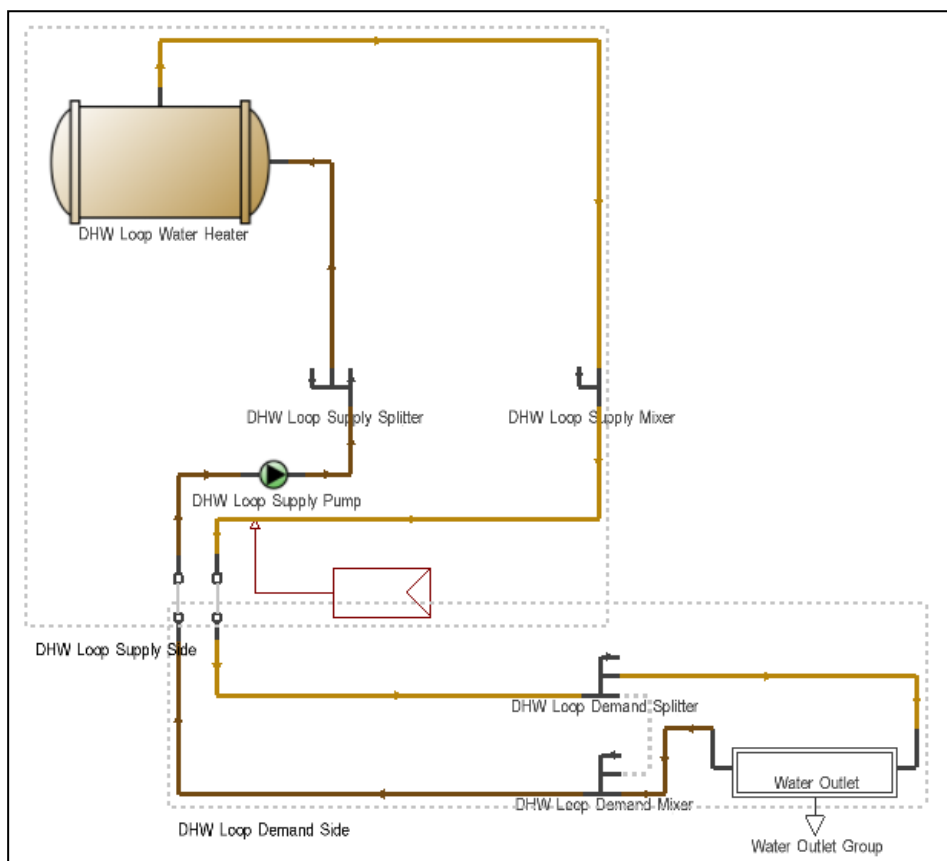 DHW Loop Water Heater
DHW Loop Supply Splitter
DHW Loop Supply Mixer
DHW Loop Supply Pump
DHW Loop Supply Side
DHW Loop Demand Splitter
Water Outlet
DHW Loop Demand Mixer
DHW Loop Demand Side
Water Outlet Group